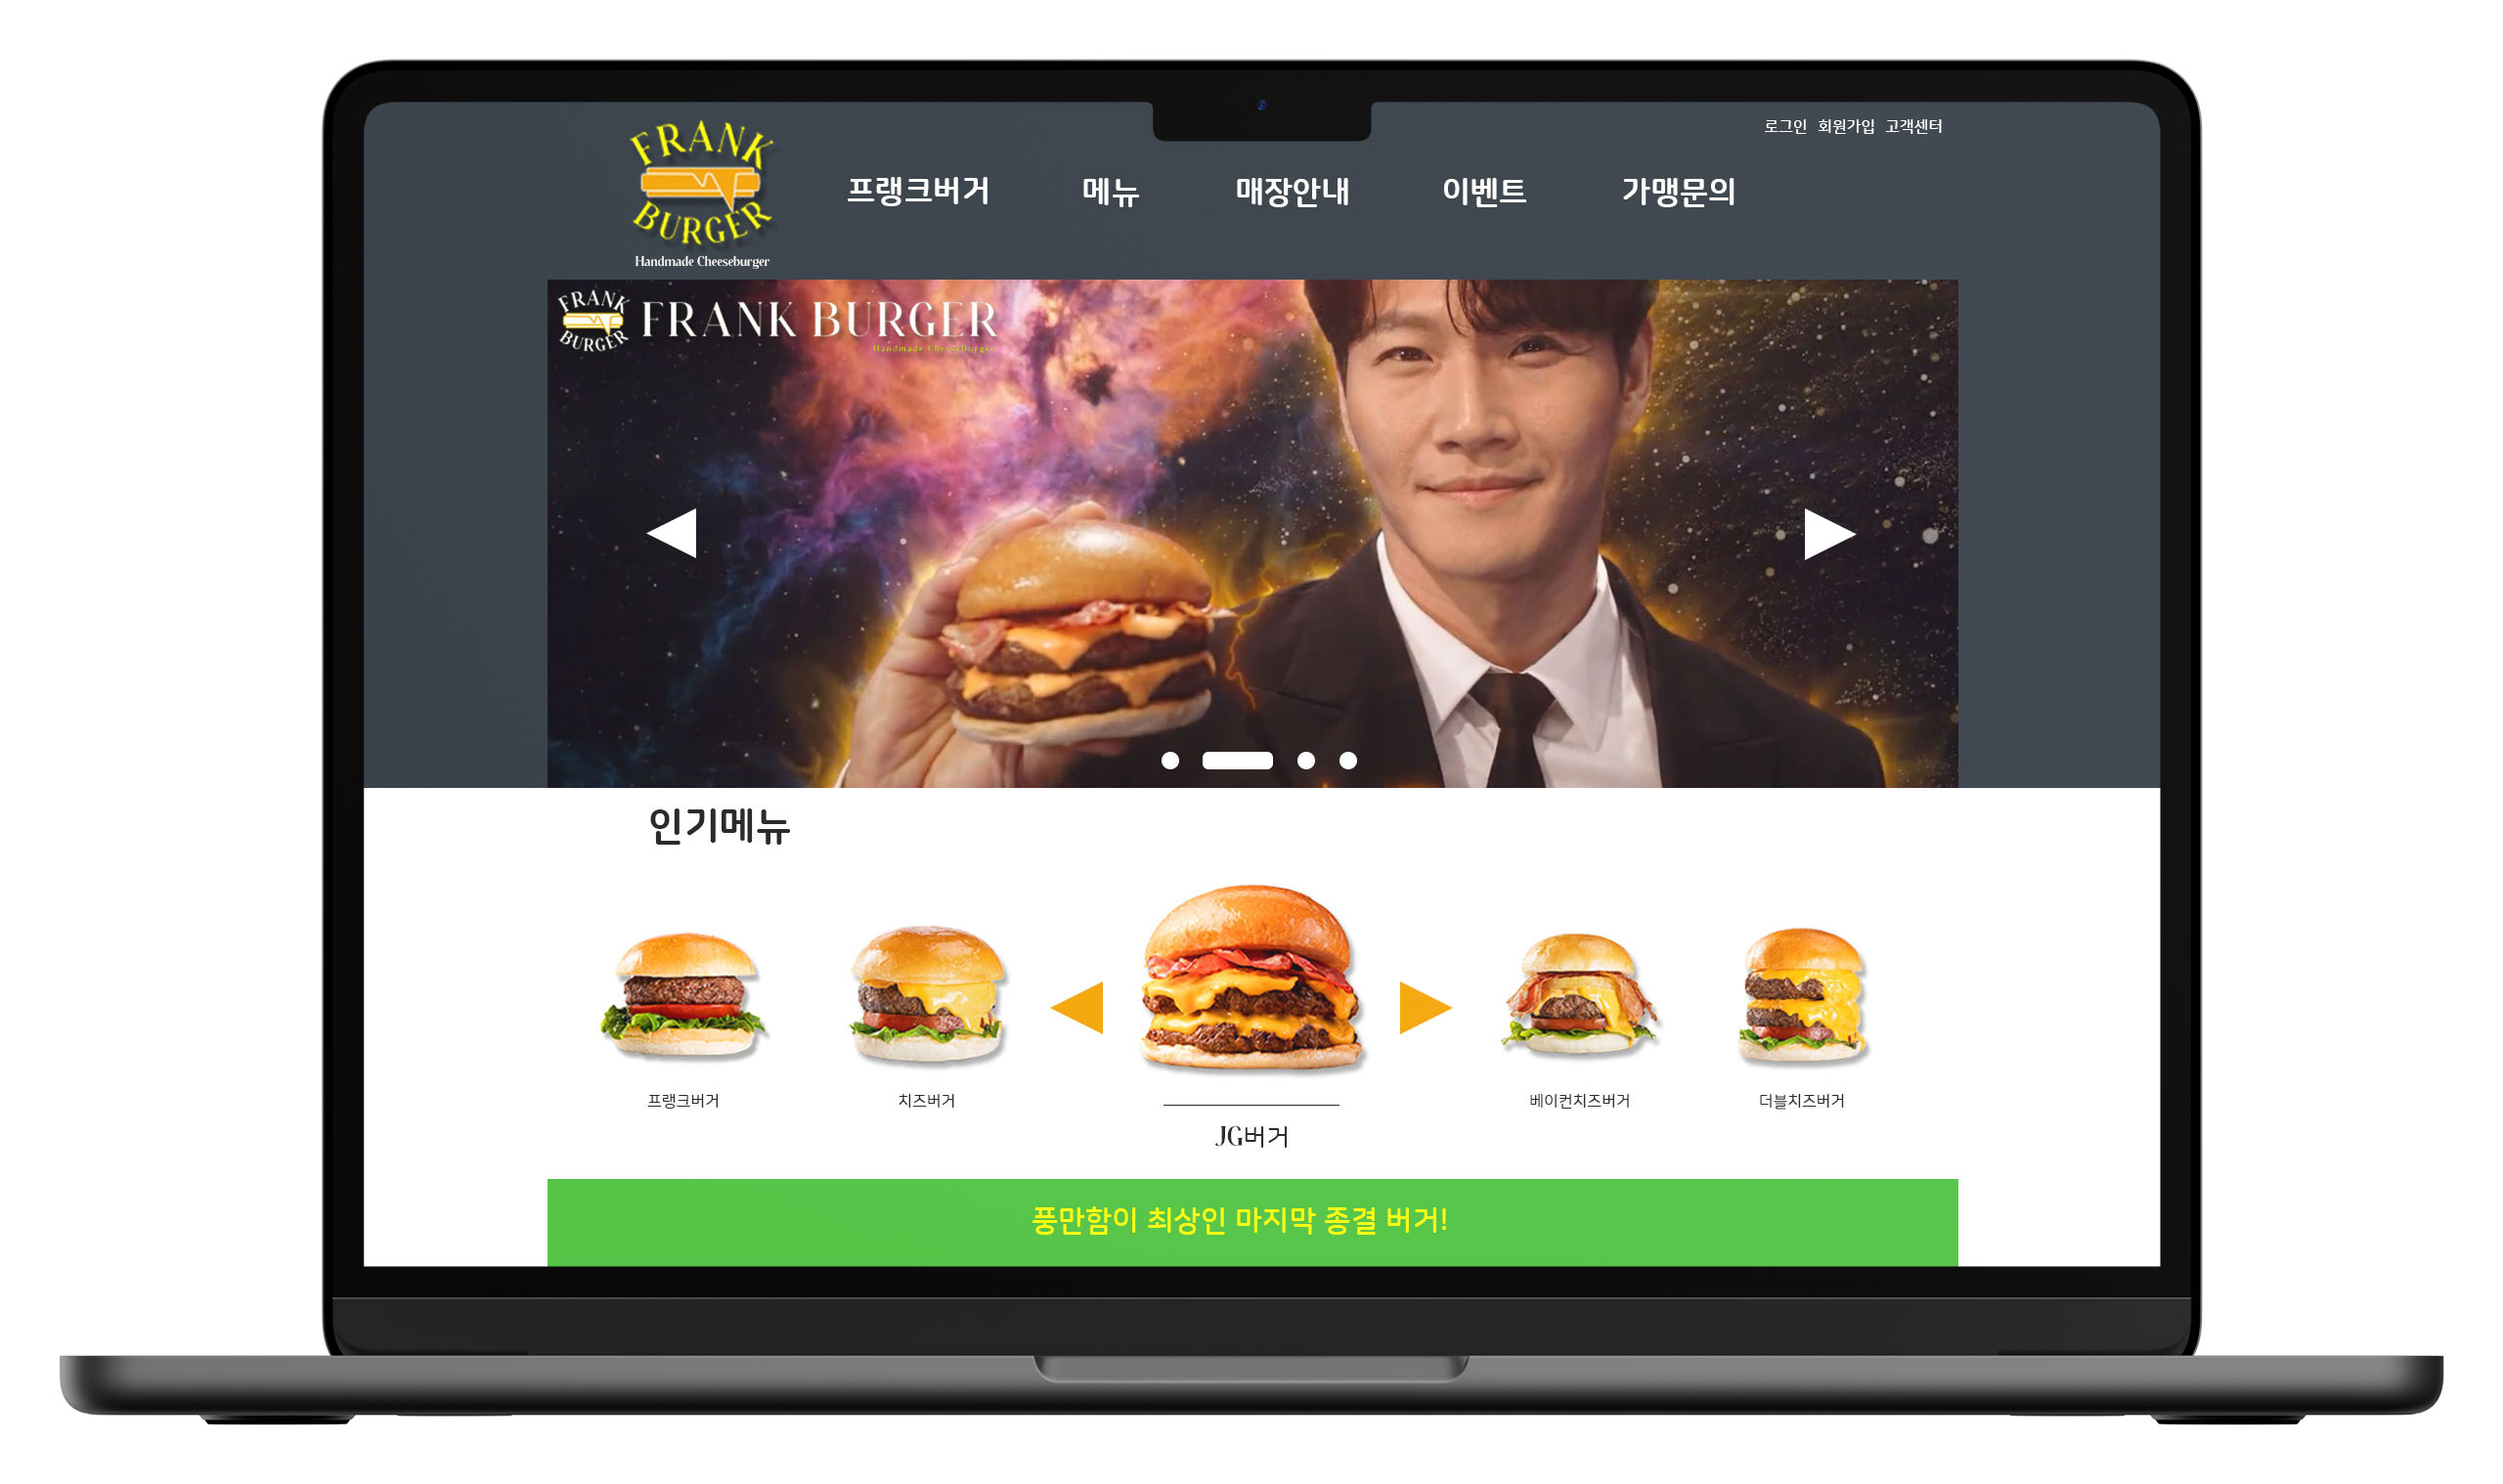 로그인 회원가입 고객센터
FRANK
BURGER
Handmade Cheeseburger
프랭크버거 메뉴 매장안내 이벤트 가맹문의
FRANK
BURGER
FRANK BURGER
Handmade CheeseBurger
인기메뉴
프랭크버거
치즈버거
JG버거
베이컨치즈버거
더블치즈버거
풍만함이 최상인 마지막 종결 버거!